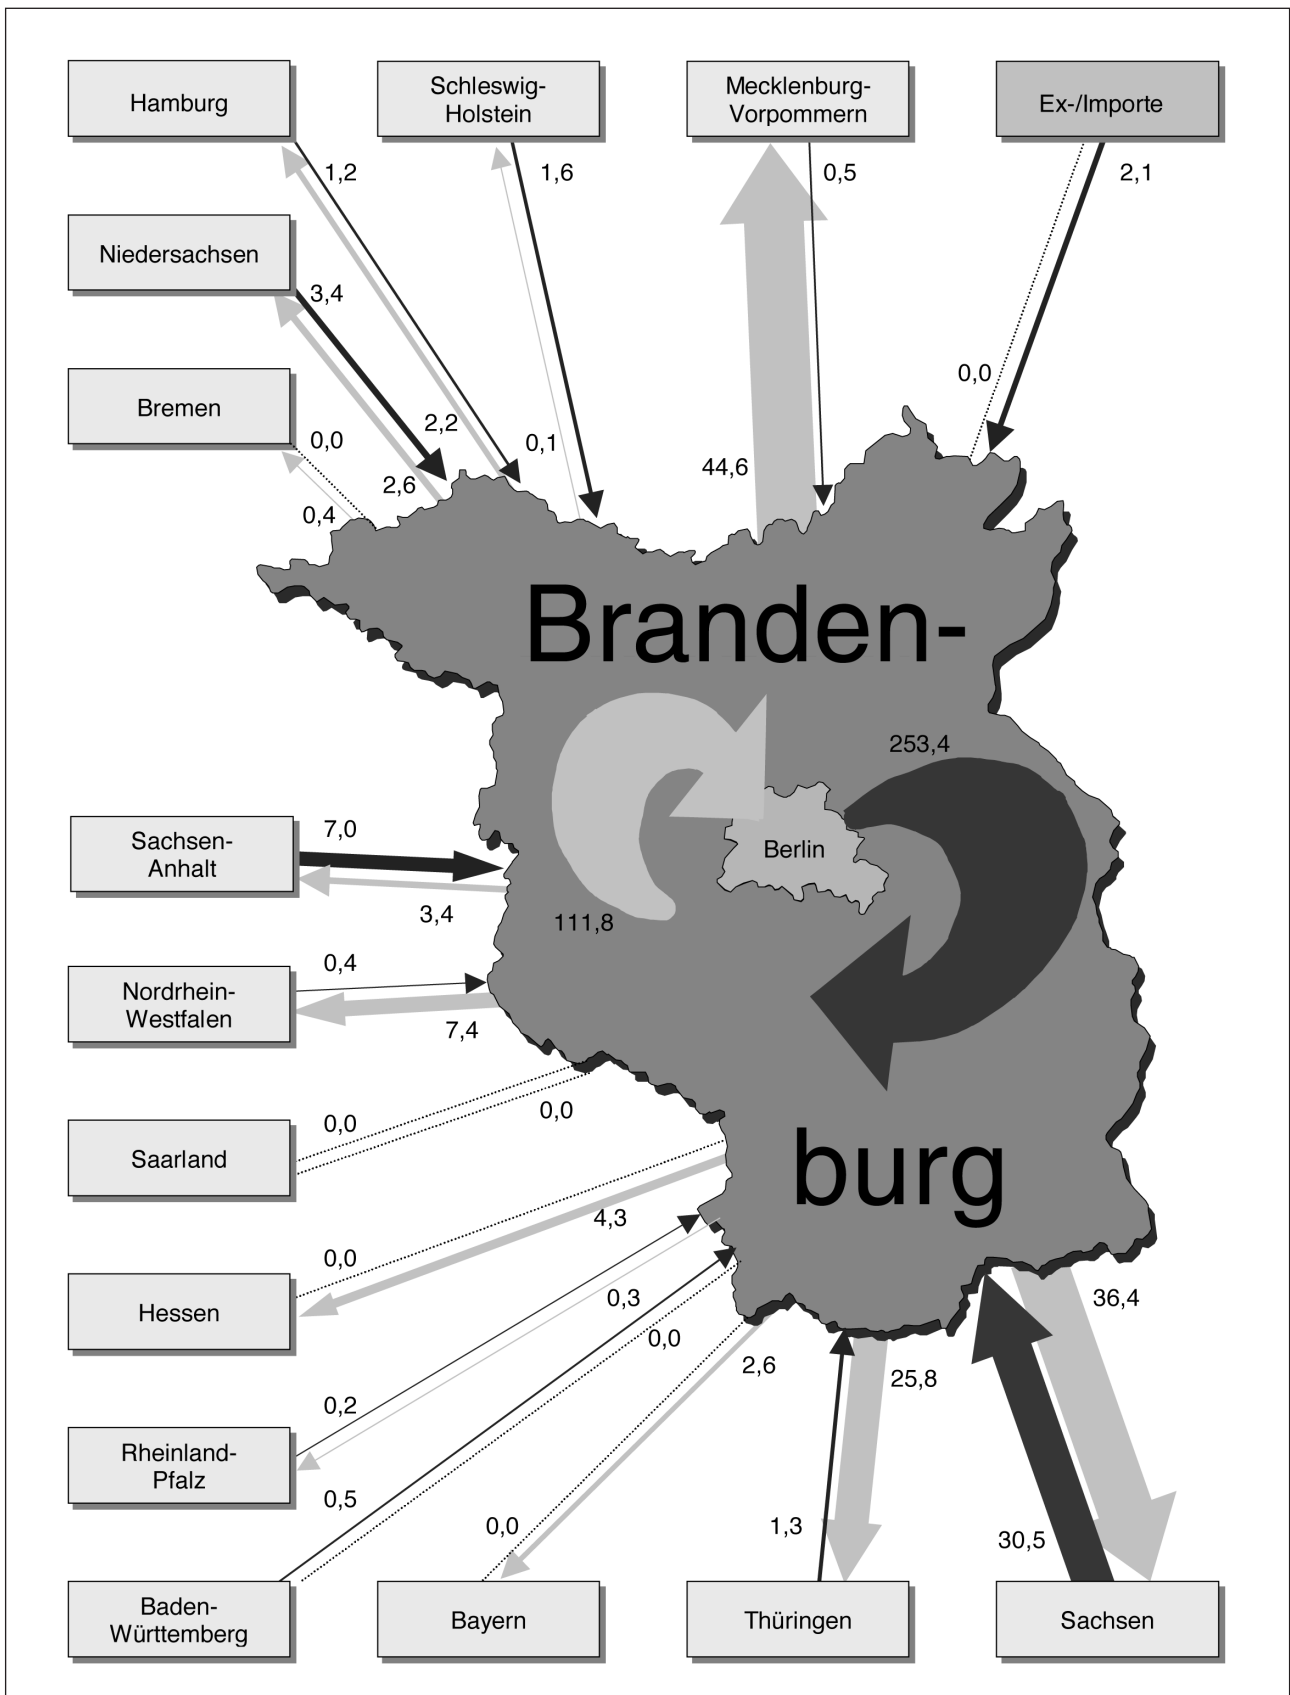 Hamburg
Schleswig-
Holstein
Mecklenburg-
Vorpommern
Ex-/Importe
1,2
1,6
0,5
2,1
Niedersachsen
3,4
0,0
Bremen
0,0
2,2
0,1
44,6
2,6
0,4
Branden-
253,4
Berlin
111,8
Sachsen-
Anhalt
7,0
3,4
Nordrhein-
Westfalen
0,4
7,4
Saarland
0,0
0,0
burg
Hessen
0,0
4,3
0,3
36,4
0,0
2,6
25,8
Rheinland-
Pfalz
0,2
0,5
0,0
1,3
30,5
Baden-
Württemberg
Bayern
Thüringen
Sachsen